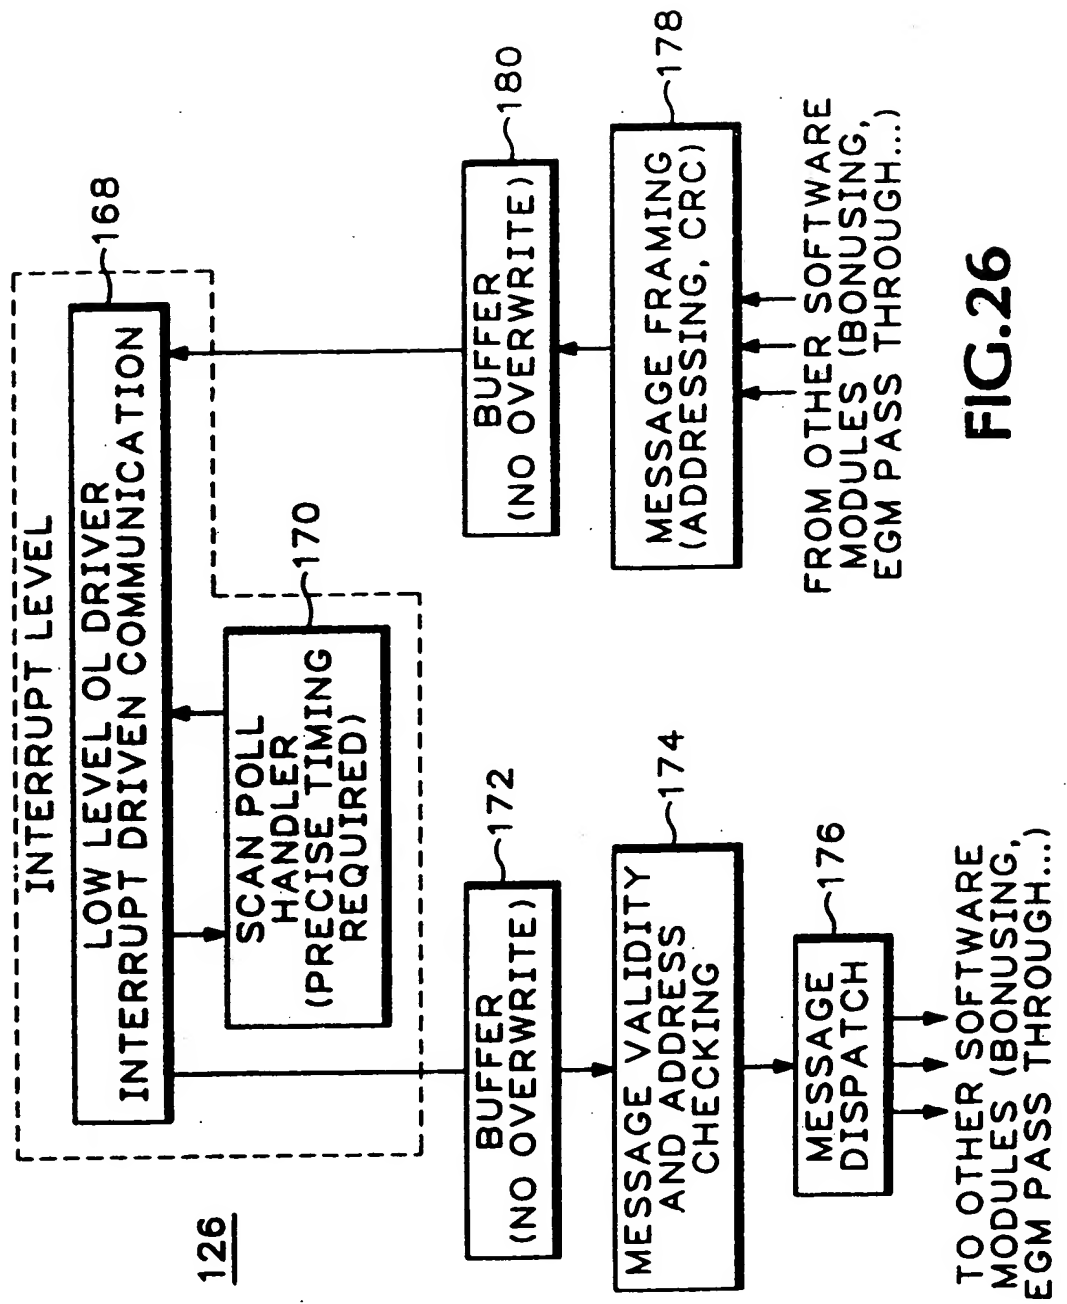 126
INTERRUPT LEVEL
LOW LEVEL OL DRIVER
INTERRUPT DRIVEN COMMUNICATION
168
SCAN POLL
HANDLER
(PRECISE TIMING
REQUIRED)
170
BUFFER
(NO OVERWRITE)
172
MESSAGE VALIDITY
AND ADDRESS
CHECKING
174
MESSAGE
DISPATCH
176
TO OTHER SOFTWARE
MODULES (BONUSING,
EGM PASS THROUGH...)
BUFFER
(NO OVERWRITE)
180
MESSAGE FRAMING
(ADDRESSING, CRC)
178
FROM OTHER SOFTWARE
MODULES (BONUSING,
EGM PASS THROUGH....)
FIG.26